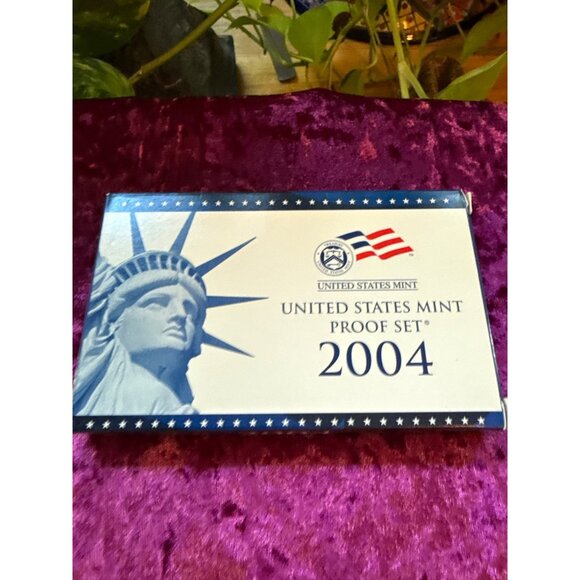 UNITED STATES MINT
UNITED STATES MINT
PROOF SET®
2004